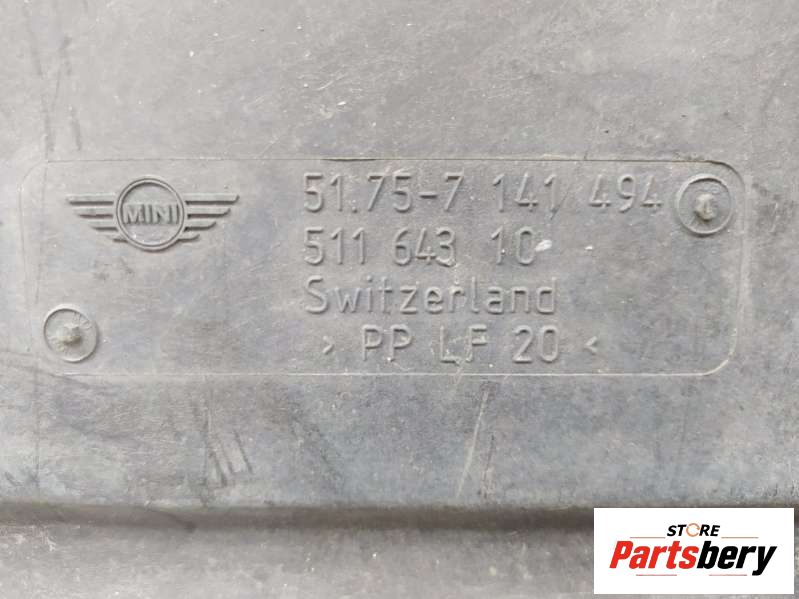 MINI
51.75-7 141 494
511 643 10
Switzerland
> PP LF 20 <
STORE
Partsbery